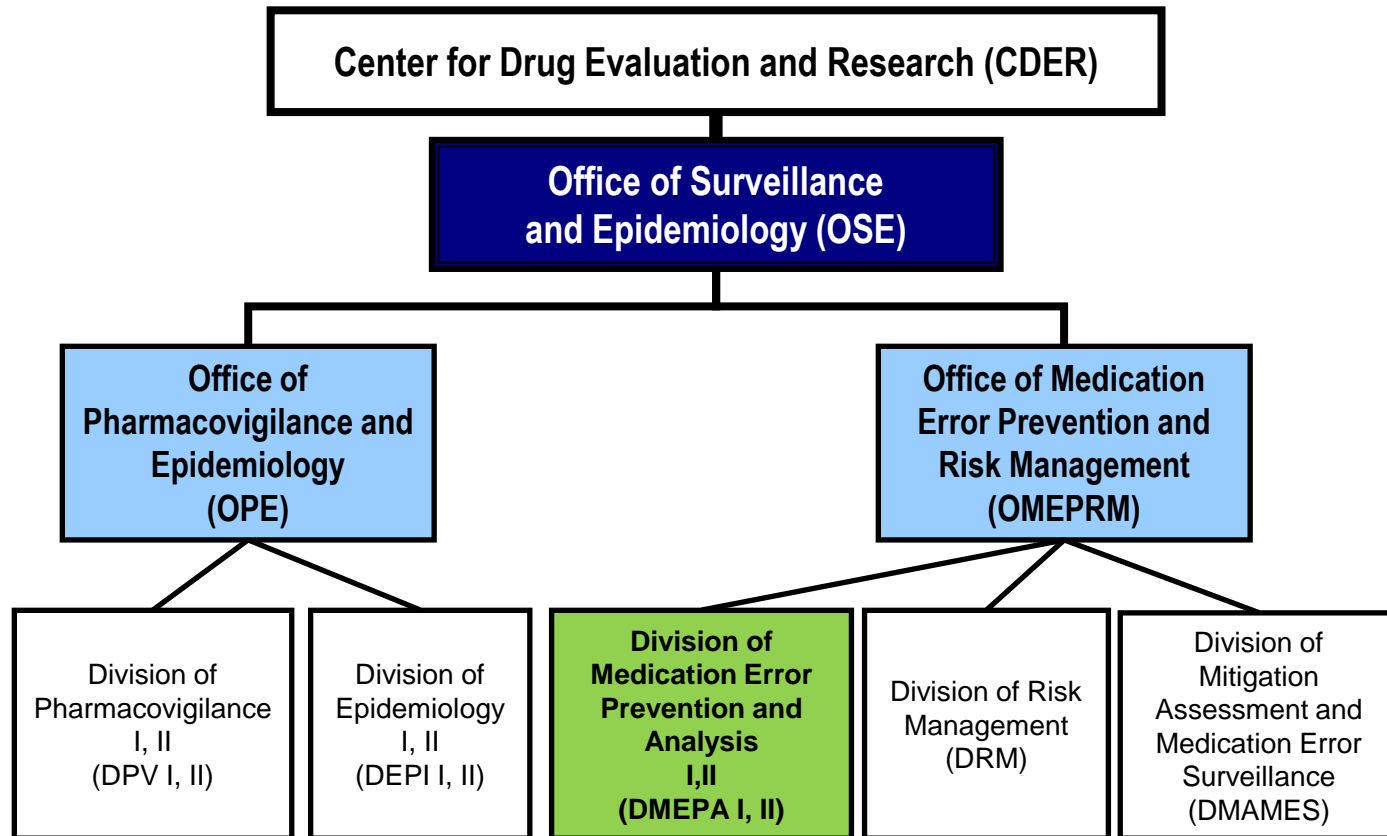 Center for Drug Evaluation and Research (CDER)
Office of Surveillance
and Epidemiology (OSE)
Office of
Pharmacovigilance and
Epidemiology
(OPE)
Office of Medication
Error Prevention and
Risk Management
(OMEPRM)
Division of
Pharmacovigilance
I, II
(DPV I, II)
Division of
Epidemiology
I, II
(DEPI I, II)
Division of
Medication Error
Prevention and
Analysis
I,II
(DMEPA I, II)
Division of Risk
Management
(DRM)
Division of
Mitigation
Assessment and
Medication Error
Surveillance
(DMAMES)